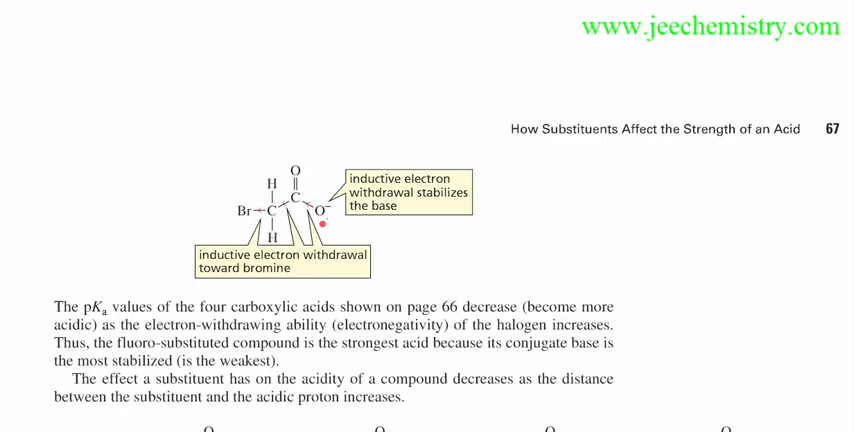 www.jeechemistry.com
How Substituents Affect the Strength of an Acid 67
O
H
C
Br C O−
H
inductive electron
withdrawal stabilizes
the base
inductive electron withdrawal
toward bromine
The pKa values of the four carboxylic acids shown on page 66 decrease (become more
acidic) as the electron-withdrawing ability (electronegativity) of the halogen increases.
Thus, the fluoro-substituted compound is the strongest acid because its conjugate base is
the most stabilized (is the weakest).
The effect a substituent has on the acidity of a compound decreases as the distance
between the substituent and the acidic proton increases.